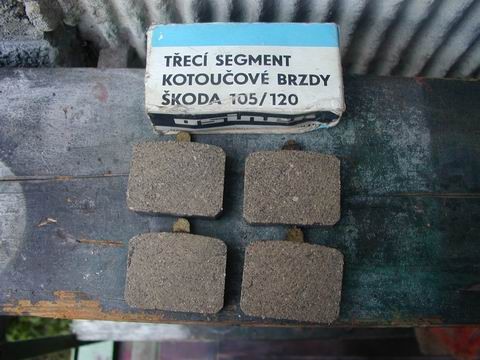 TŘECÍ SEGMENT
KOTOUČOVÉ BRZDY
ŠKODA 105/120